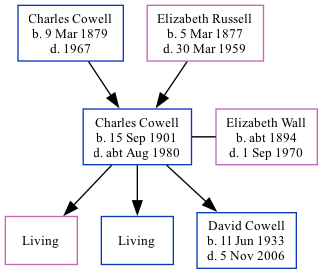 Charles Cowell
b. 9 Mar 1879
d. 1967
Elizabeth Russell
b. 5 Mar 1877
d. 30 Mar 1959
Charles Cowell
b. 15 Sep 1901
d. abt Aug 1980
Elizabeth Wall
b. abt 1894
d. 1 Sep 1970
Living
Living
David Cowell
b. 11 Jun 1933
d. 5 Nov 2006